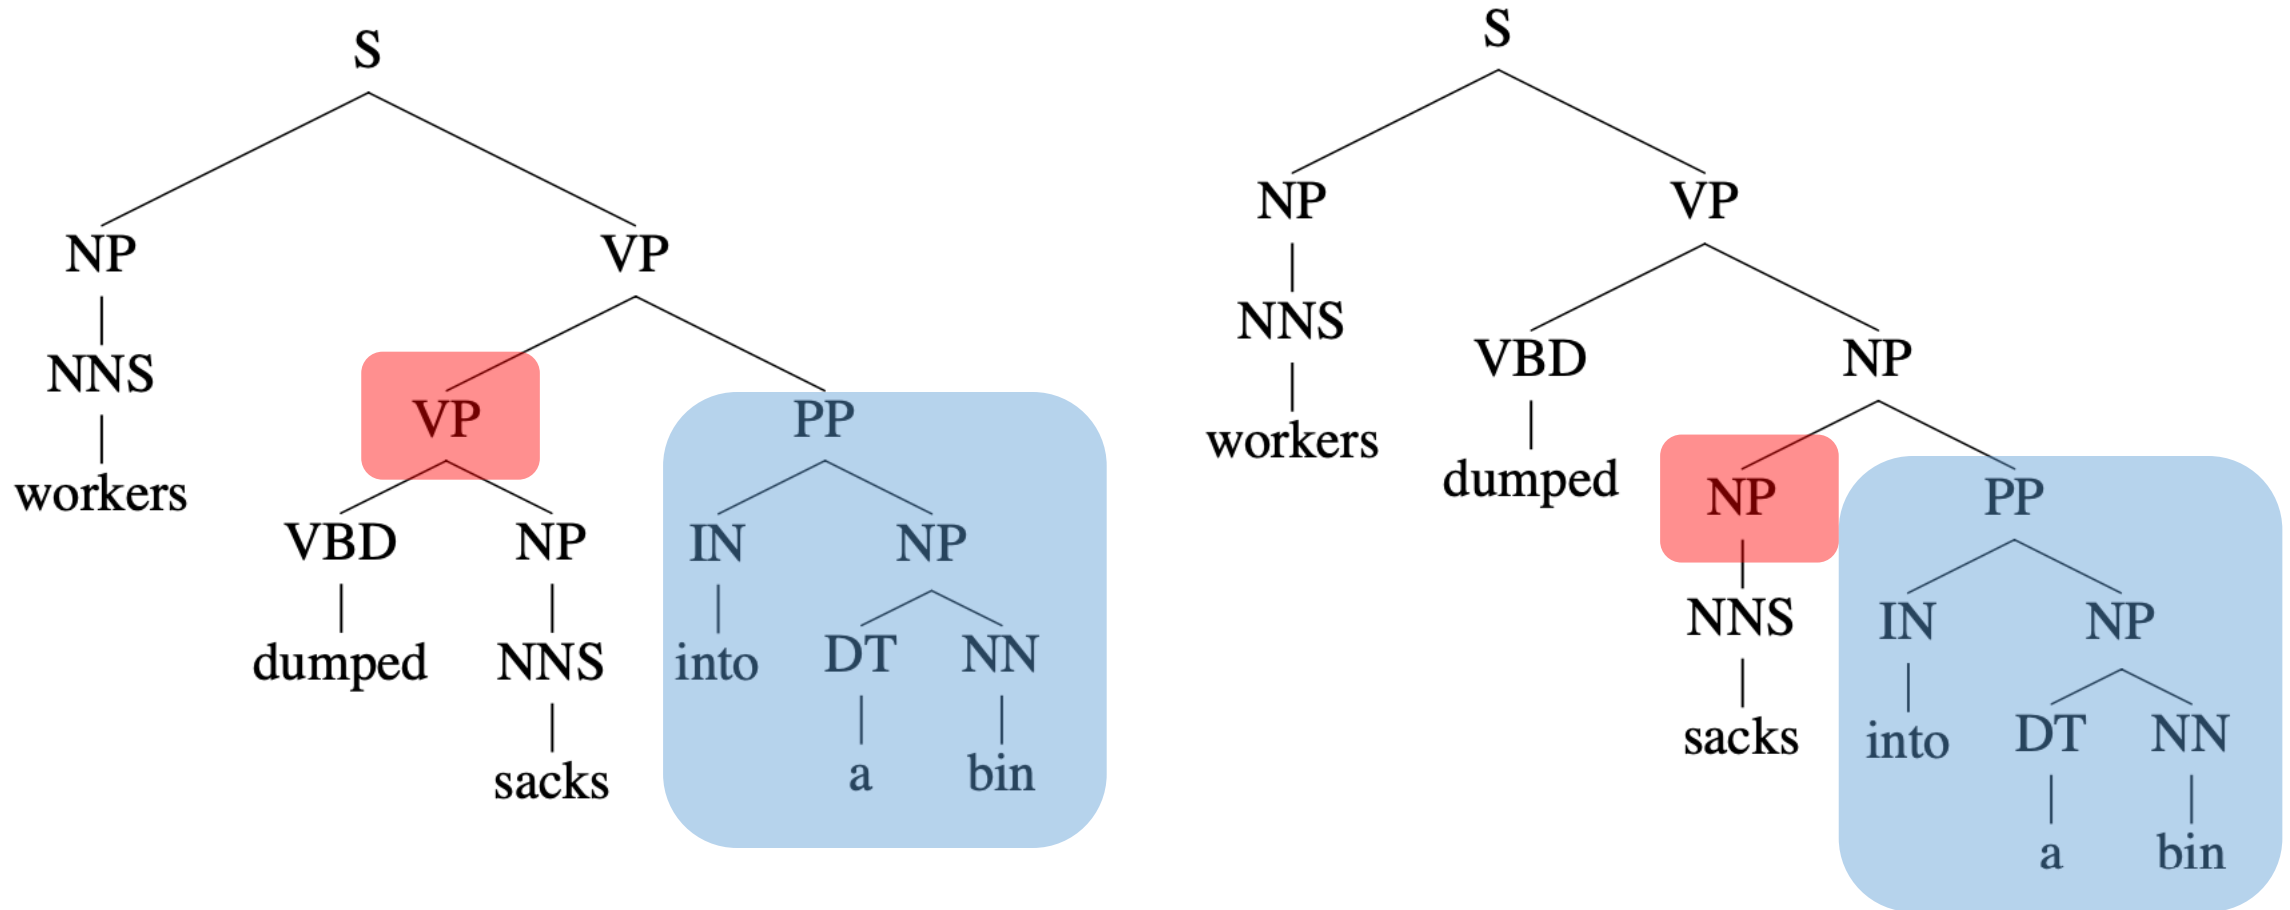 S
NP VP
NNS VP PP
workers VBD NP IN NP
dumped NNS into DT NN
sacks a bin
S
NP VP
NNS VBD NP
workers dumped NP PP
NNS IN NP
sacks into DT NN
a bin